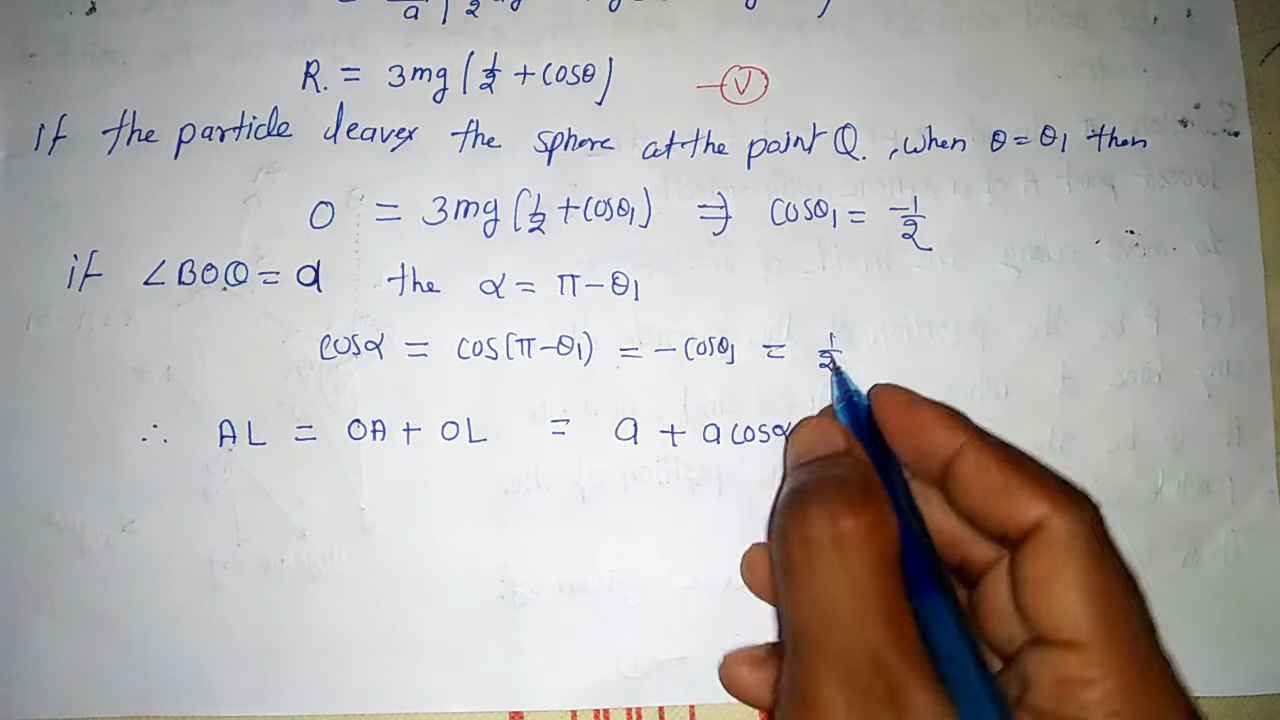 R. = 3mg(1/2 + cosθ) —(V)
If the particle leaves the sphere at the point Q. , when θ = θ1 then
0 = 3mg(1/2 + cosθ1) ⇒ cosθ1 = -1/2
if ∠BOQ = α the α = π - θ1
cosα = cos(π - θ1) = - cosθ1 = 1/2
∴ AL = OA + OL = a + a cosα